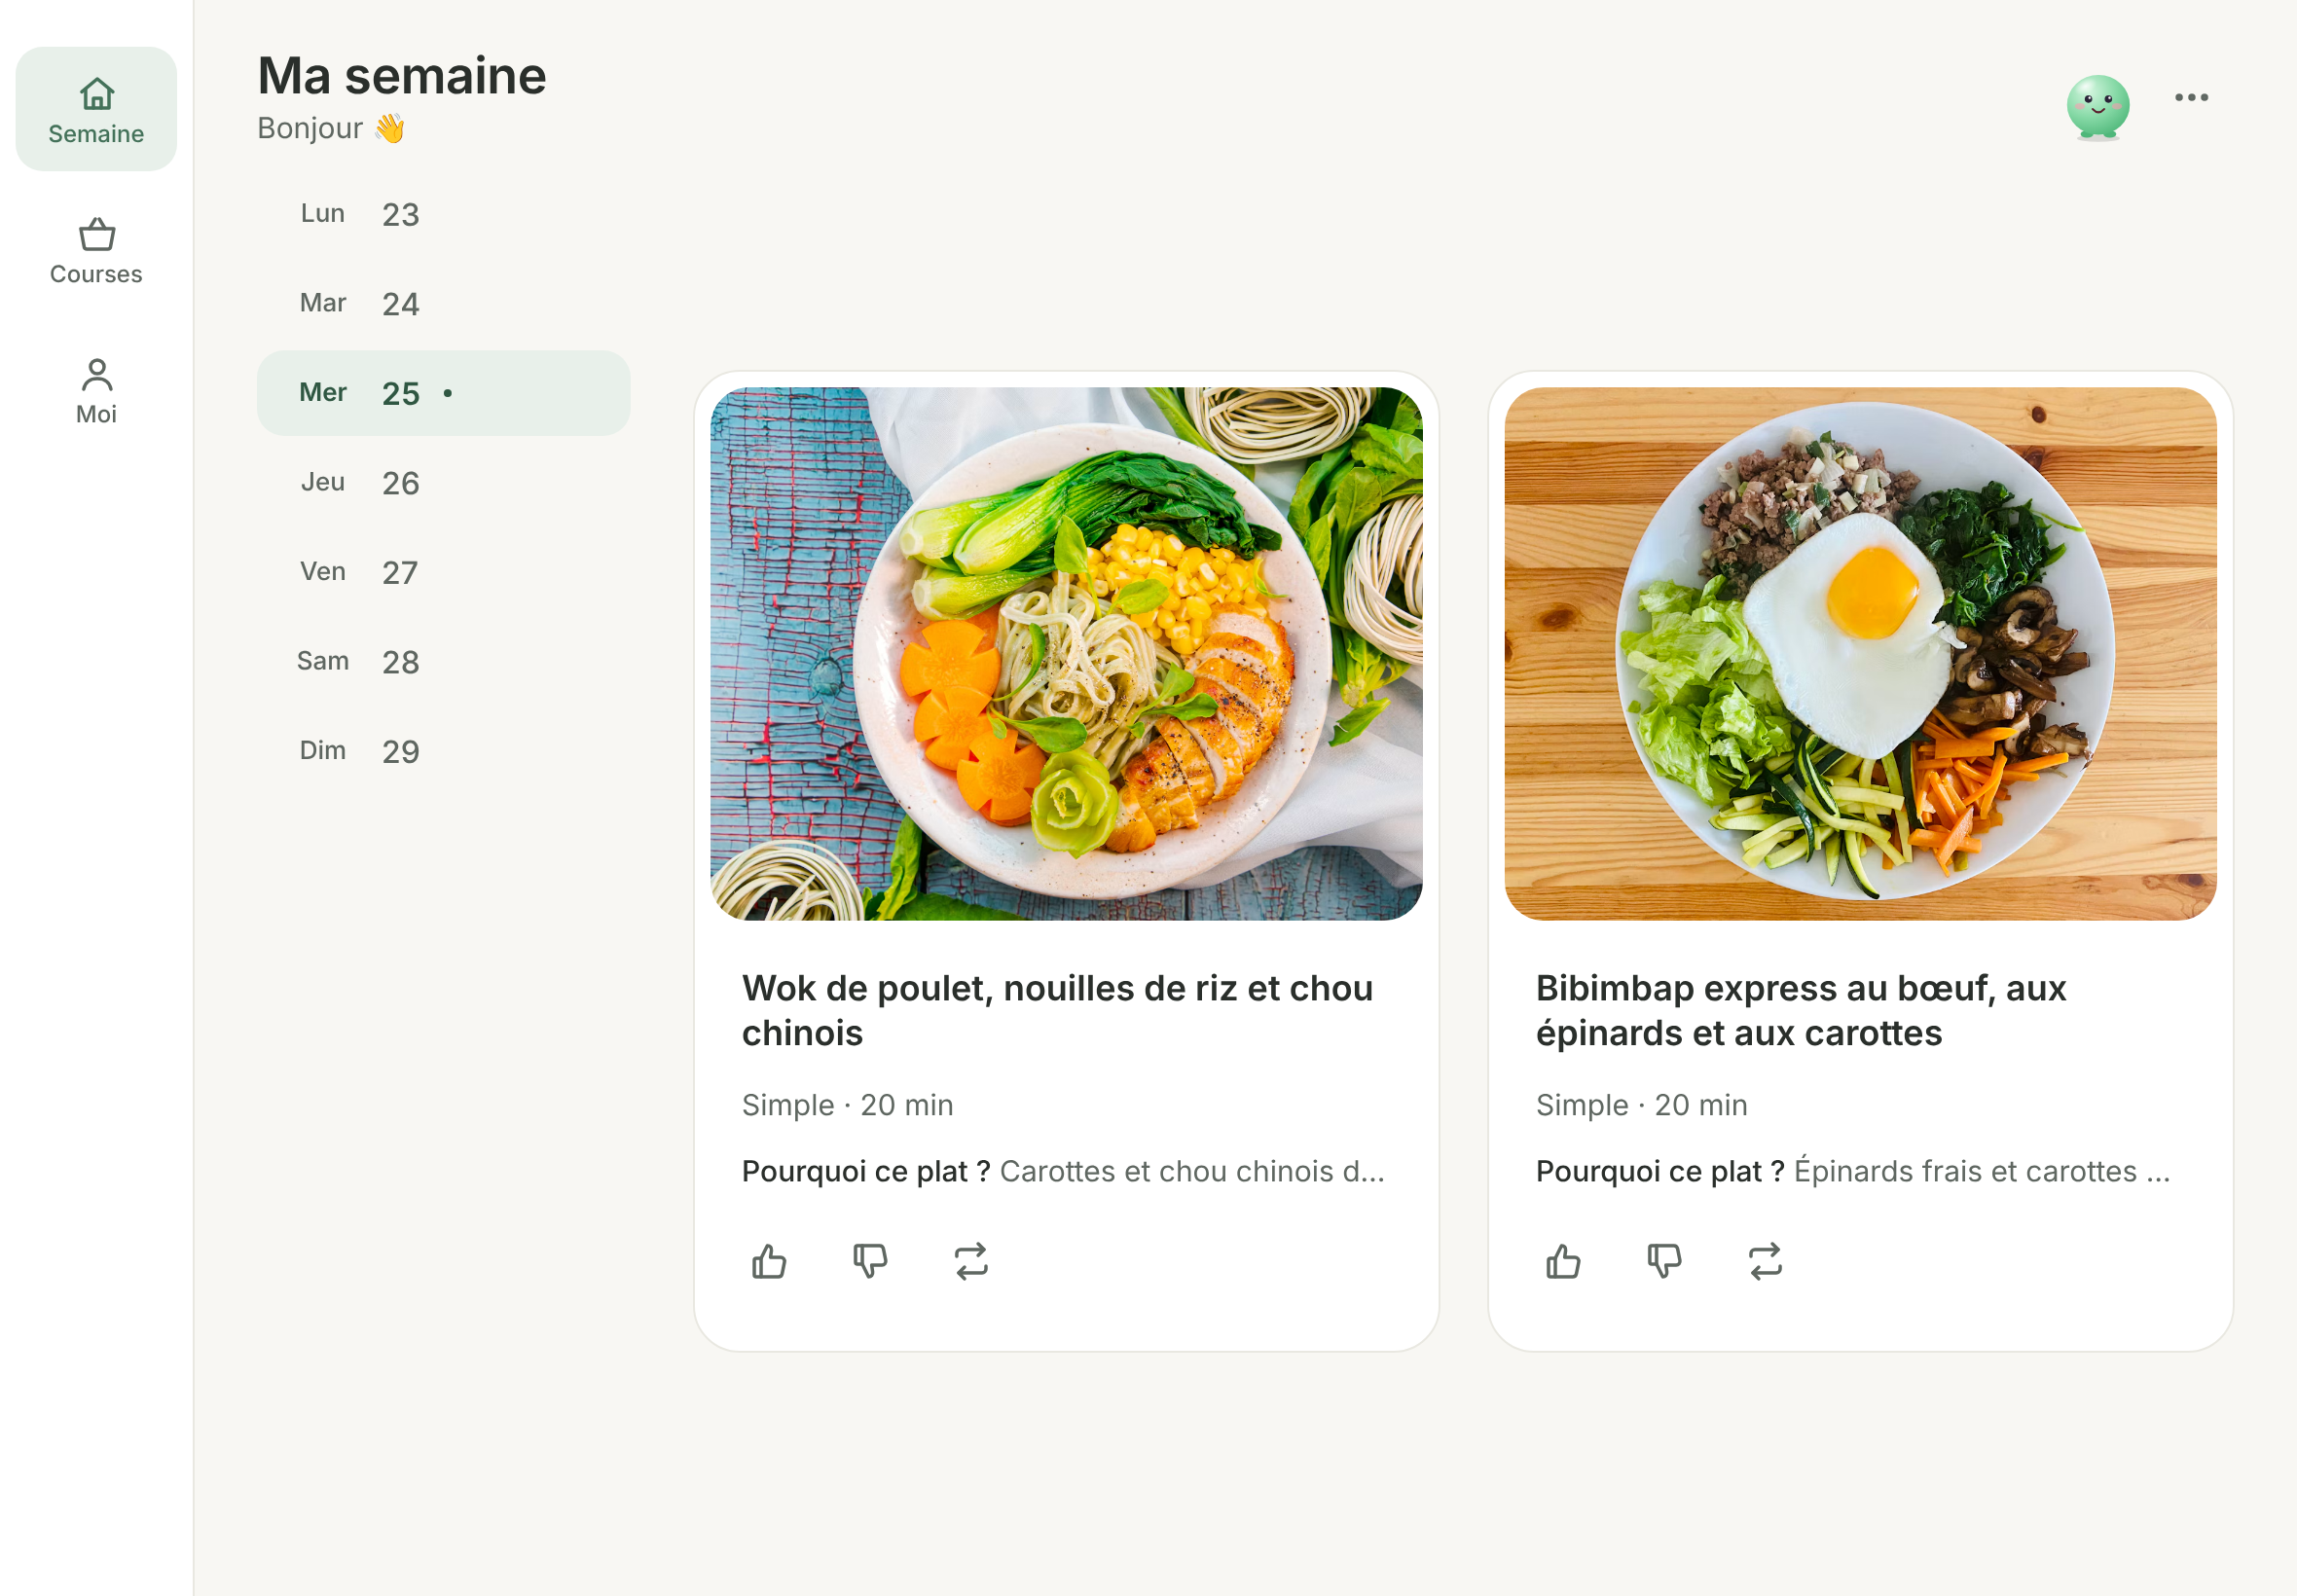 Semaine
Courses
Moi
Ma semaine
Bonjour 👋
Lun 23
Mar 24
Mer 25 •
Jeu 26
Ven 27
Sam 28
Dim 29
Wok de poulet, nouilles de riz et chou
chinois
Simple · 20 min
Pourquoi ce plat ? Carottes et chou chinois d...
Bibimbap express au bœuf, aux
épinards et aux carottes
Simple · 20 min
Pourquoi ce plat ? Épinards frais et carottes ...